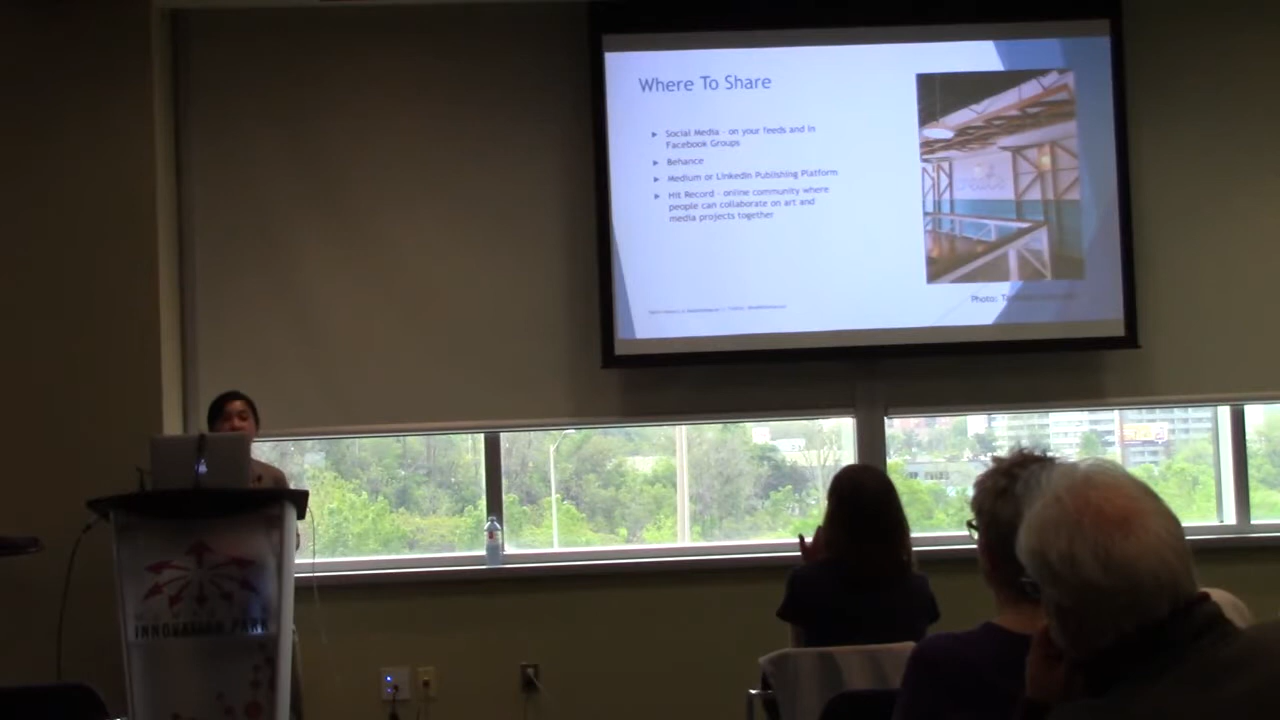 Where To Share
► Social Media - on your feeds and in
Facebook Groups
► Behance
► Medium or LinkedIn Publishing Platform
► Hit Record - online community where
people can collaborate on art and
media projects together
Photo:
INNOVATION PARK